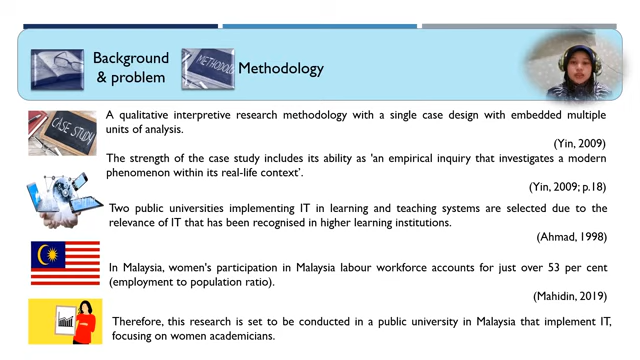 Background
& problem
METHODOLOGY
Methodology
CASE STUDY
A qualitative interpretive research methodology with a single case design with embedded multiple
units of analysis.
(Yin, 2009)
The strength of the case study includes its ability as 'an empirical inquiry that investigates a modern
phenomenon within its real-life context'.
(Yin, 2009; p.18)
Two public universities implementing IT in learning and teaching systems are selected due to the
relevance of IT that has been recognised in higher learning institutions.
(Ahmad, 1998)
In Malaysia, women's participation in Malaysia labour workforce accounts for just over 53 per cent
(employment to population ratio).
(Mahidin, 2019)
Therefore, this research is set to be conducted in a public university in Malaysia that implement IT,
focusing on women academicians.